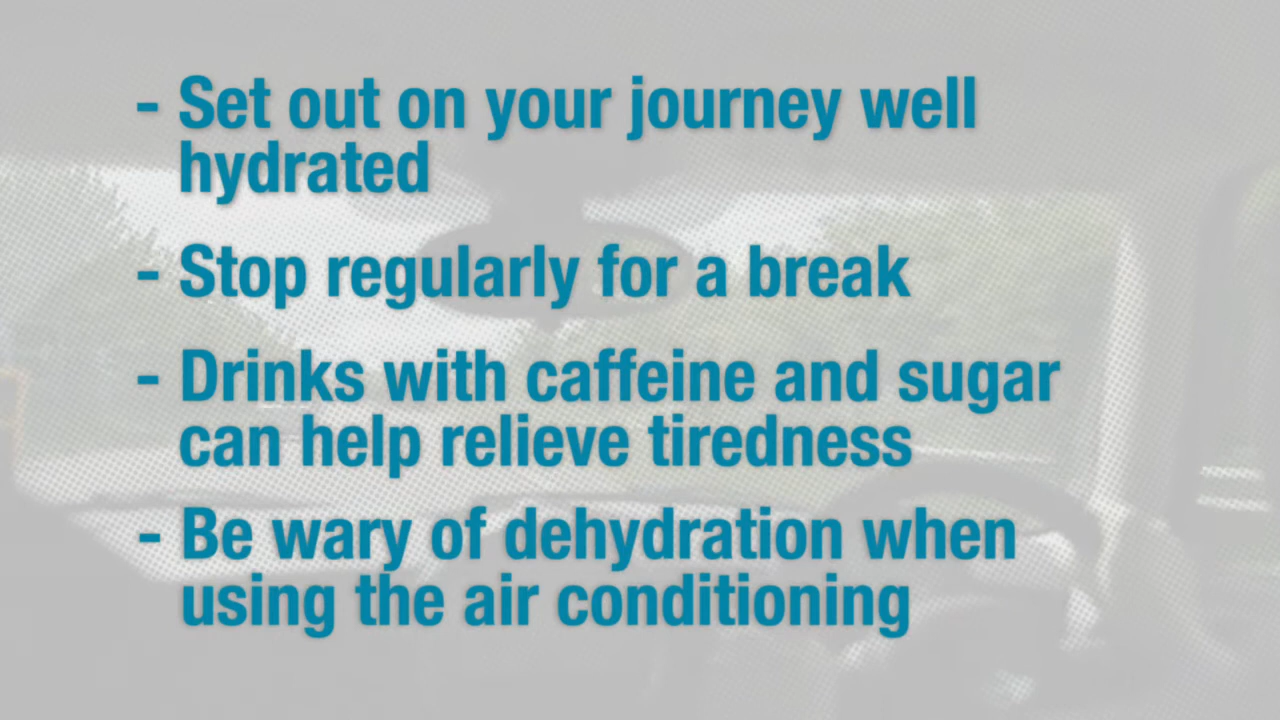 - Set out on your journey well
hydrated
- Stop regularly for a break
- Drinks with caffeine and sugar
can help relieve tiredness
- Be wary of dehydration when
using the air conditioning